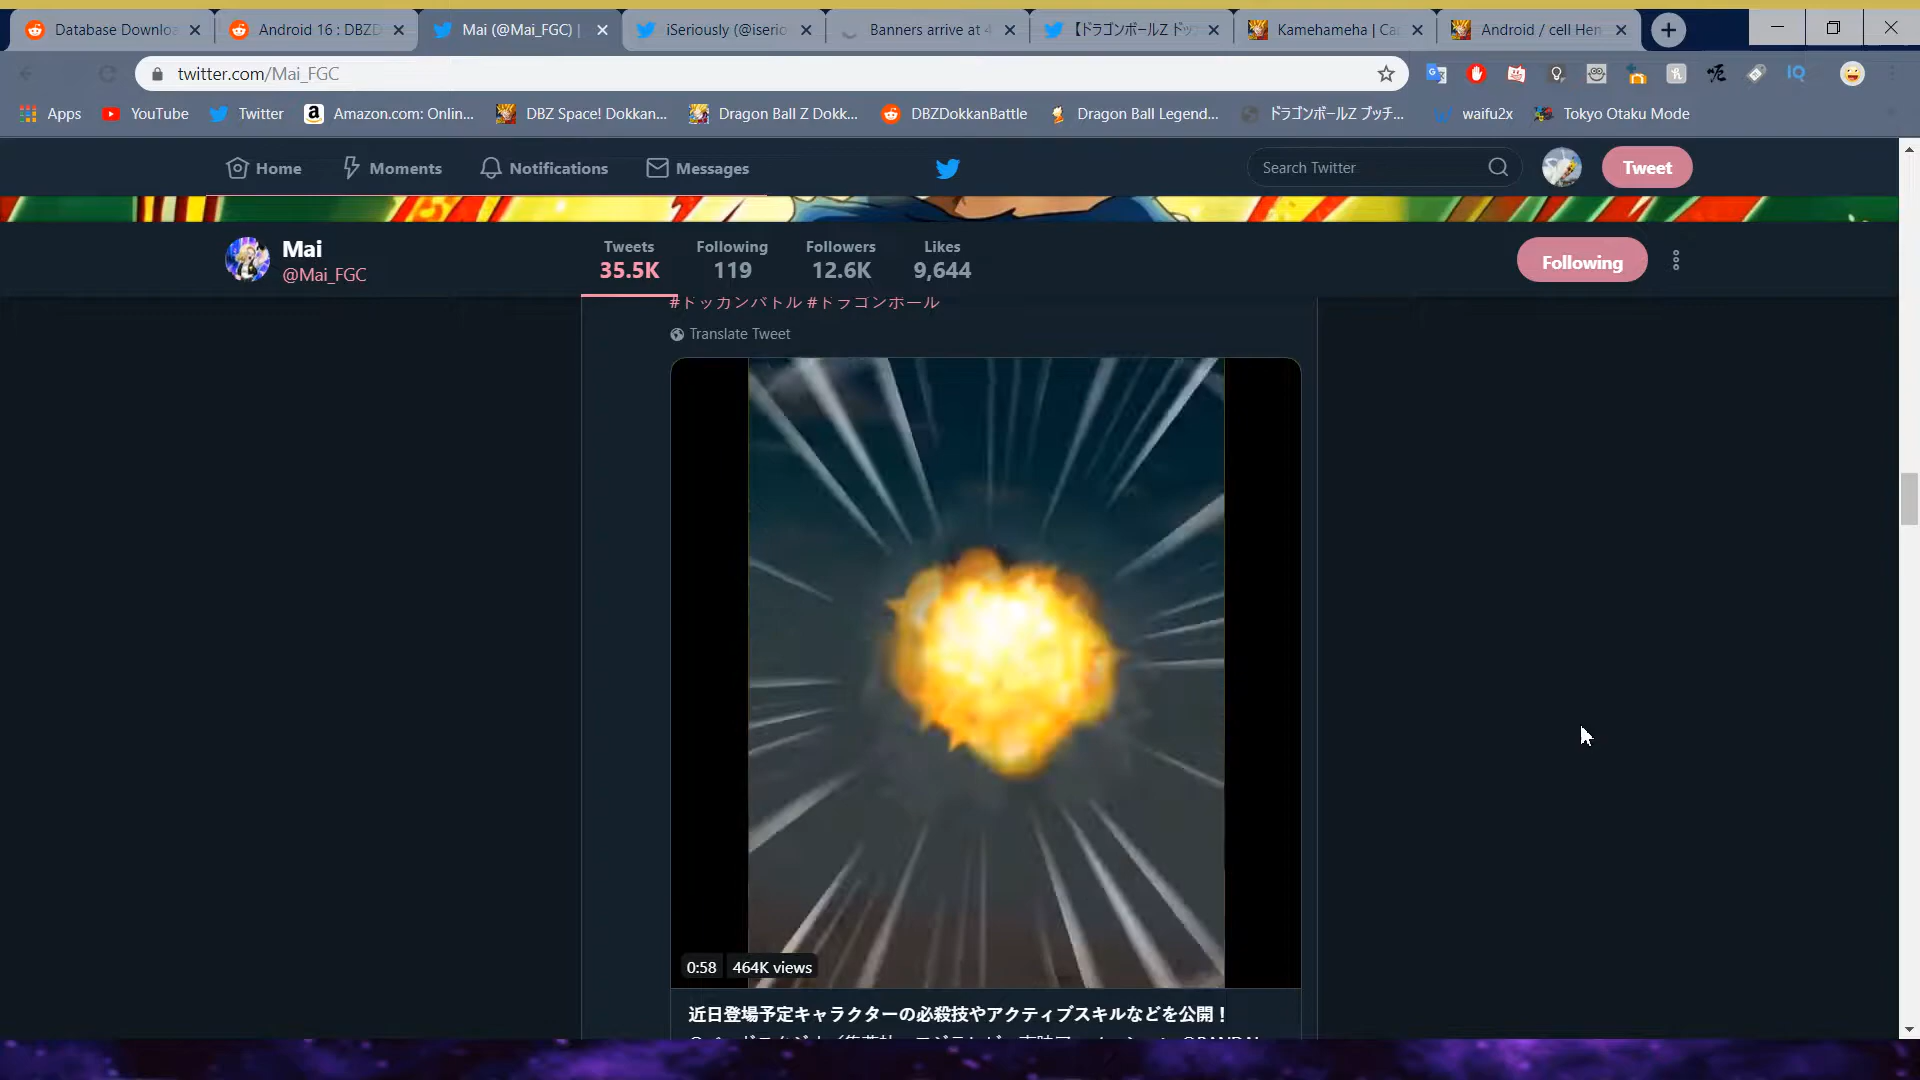 Database Downlo
Android 16 : DBZD
Mai (@Mai_FGC) |
iSeriously (@iserio
Banners arrive at 4
【ドラゴンボールZ ドッ
Kamehameha | Ca
Android / cell Hen
twitter.com/Mai_FGC
Apps
YouTube
Twitter
Amazon.com: Onlin...
DBZ Space! Dokkan...
Dragon Ball Z Dokk...
DBZDokkanBattle
Dragon Ball Legend...
ドラゴンボールZ ブッチ...
waifu2x
Tokyo Otaku Mode
Home
Moments
Notifications
Messages
Search Twitter
Tweet
Mai
@Mai_FGC
Tweets
35.5K
Following
119
Followers
12.6K
Likes
9,644
Following
#ドッカンバトル #ドラゴンボール
Translate Tweet
0:58
464K views
近日登場予定キャラクターの必殺技やアクティブスキルなどを公開！